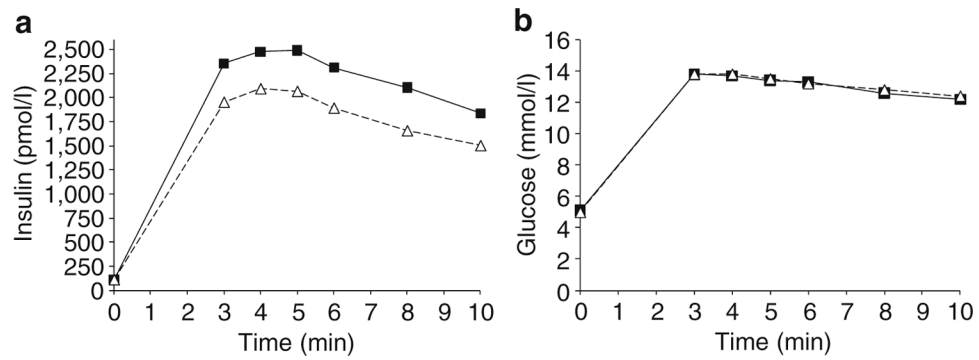 a
Insulin (pmol/l)
2,500
2,250
2,000
1,750
1,500
1,250
1,000
750
500
250
0
0 1 2 3 4 5 6 7 8 9 10
Time (min)
b
Glucose (mmol/l)
16
14
12
10
8
6
4
2
0
0 1 2 3 4 5 6 7 8 9 10
Time (min)